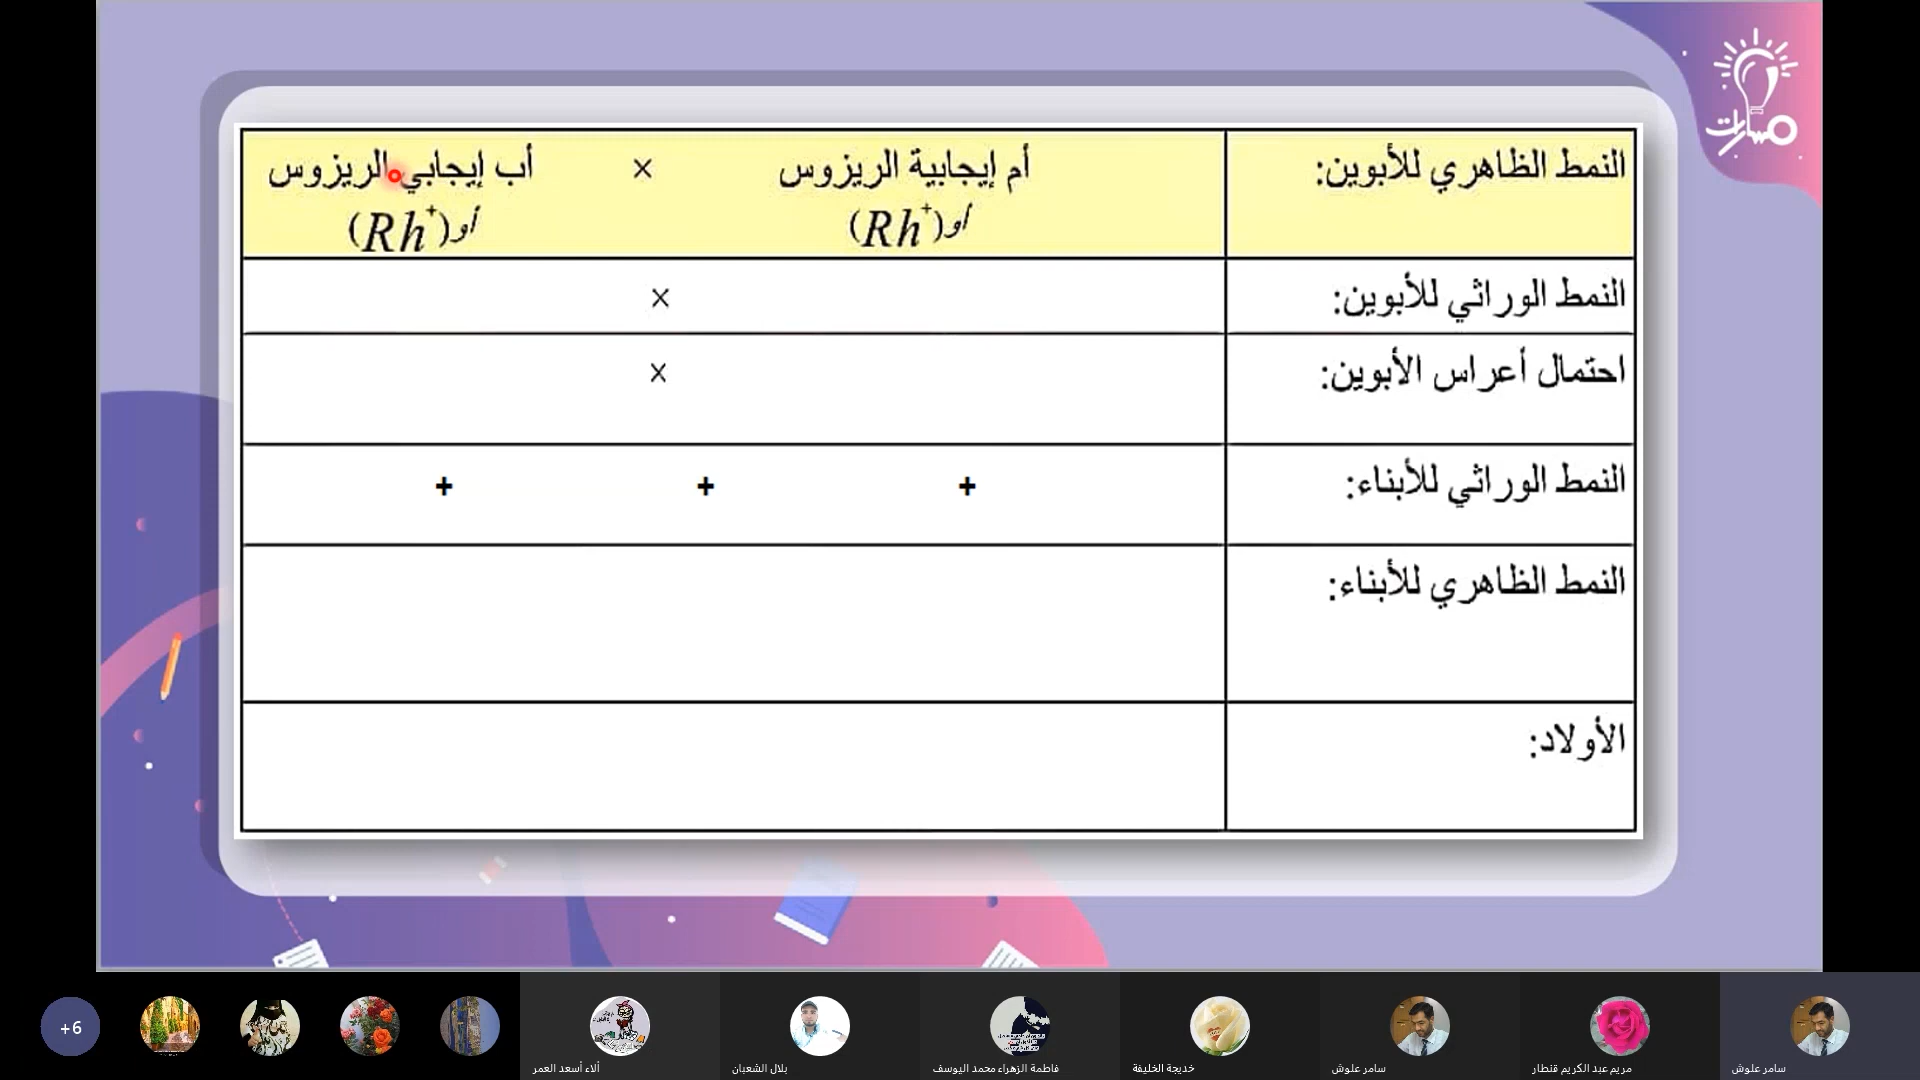 مسارات
النمط الظاهري للأبوين: أم إيجابية الريزوس × أب إيجابي الريزوس
أو (Rh⁺) أو (Rh⁺)
النمط الوراثي للأبوين: ×
احتمال أعراس الأبوين: ×
النمط الوراثي للأبناء: + + +
النمط الظاهري للأبناء:
الأولاد:
+6
ألاء أسعد العمر
بلال الشعبان
فاطمة الزهراء محمد اليوسف
خديجة الخليفة
سامر علوش
مريم عبد الكريم قنطار
سامر علوش